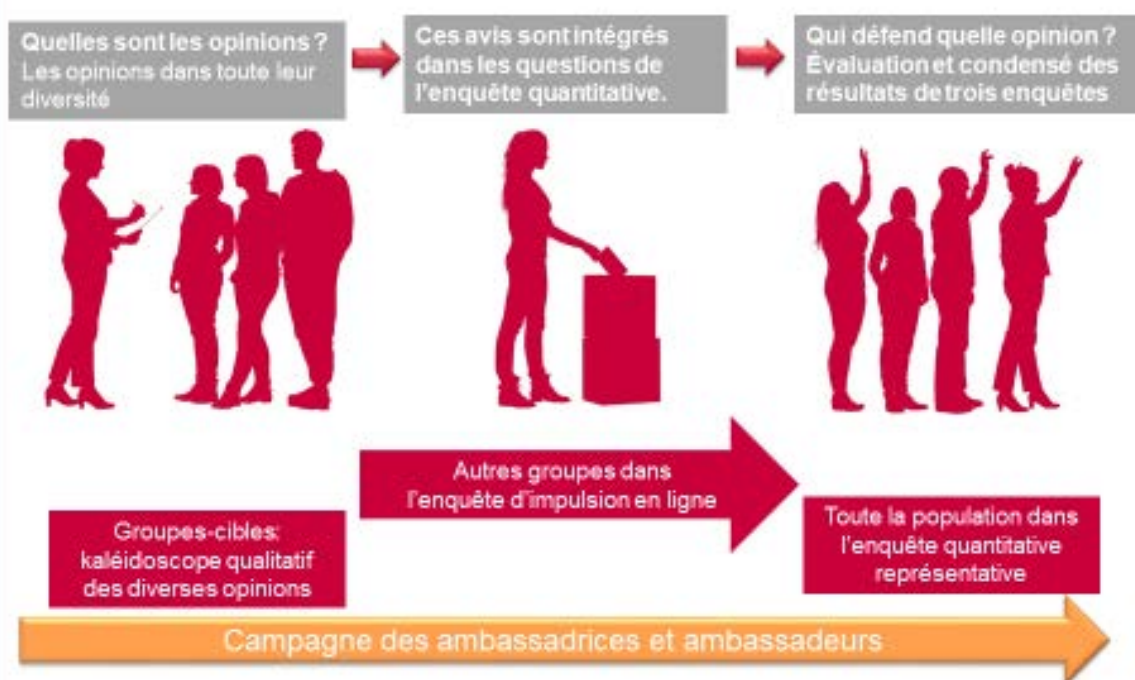 Quelles sont les opinions ?
Les opinions dans toute leur
diversité
Ces avis sont intégrés
dans les questions de
l'enquête quantitative.
Qui défend quelle opinion ?
Évaluation et condensé des
résultats de trois enquêtes
Autres groupes dans
l'enquête d'impulsion en ligne
Groupes-cibles:
kaléidoscope qualitatif
des diverses opinions
Toute la population dans
l'enquête quantitative
représentative
Campagne des ambassadrices et ambassadeurs